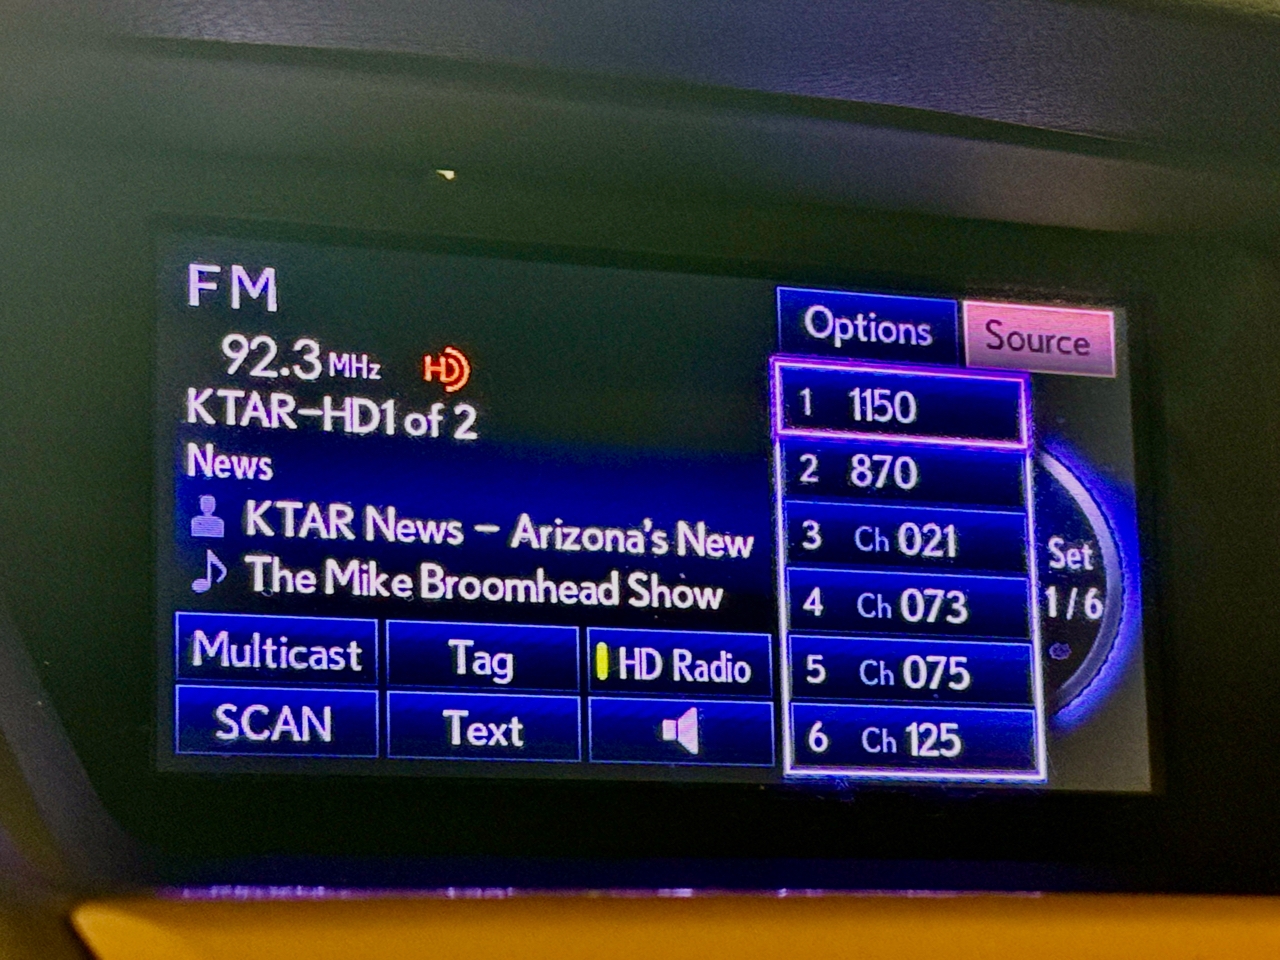 FM
92.3 MHz HD
KTAR-HD1 of 2
News
KTAR News - Arizona's New
The Mike Broomhead Show
Multicast Tag HD Radio
SCAN Text
Options Source
1 1150
2 870
3 Ch 021
4 Ch 073
5 Ch 075
6 Ch 125
Set
1/6